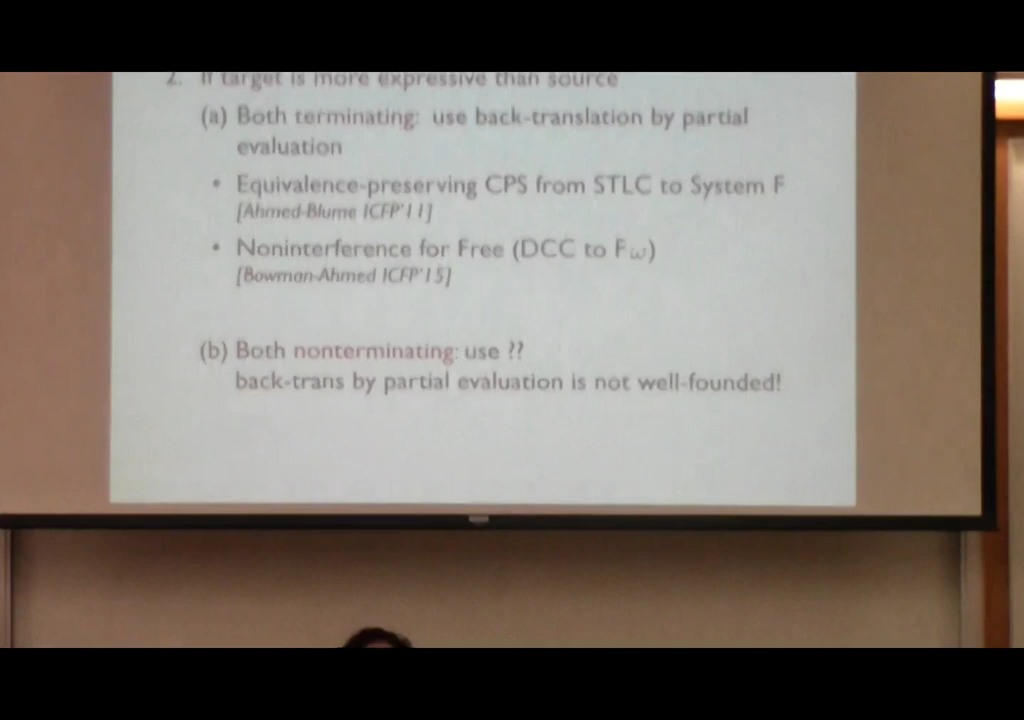 2. If target is more expressive than source
(a) Both terminating: use back-translation by partial
evaluation
• Equivalence-preserving CPS from STLC to System F
[Ahmed-Blume ICFP'11]
• Noninterference for Free (DCC to Fω)
[Bowman-Ahmed ICFP'15]
(b) Both nonterminating: use ??
back-trans by partial evaluation is not well-founded!